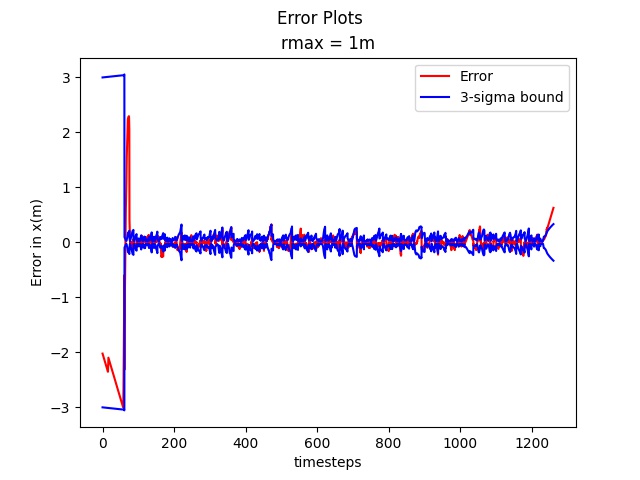 Error Plots
rmax = 1m
Error
3-sigma bound
3
2
1
0
−1
−2
−3
Error in x(m)
0 200 400 600 800 1000 1200
timesteps